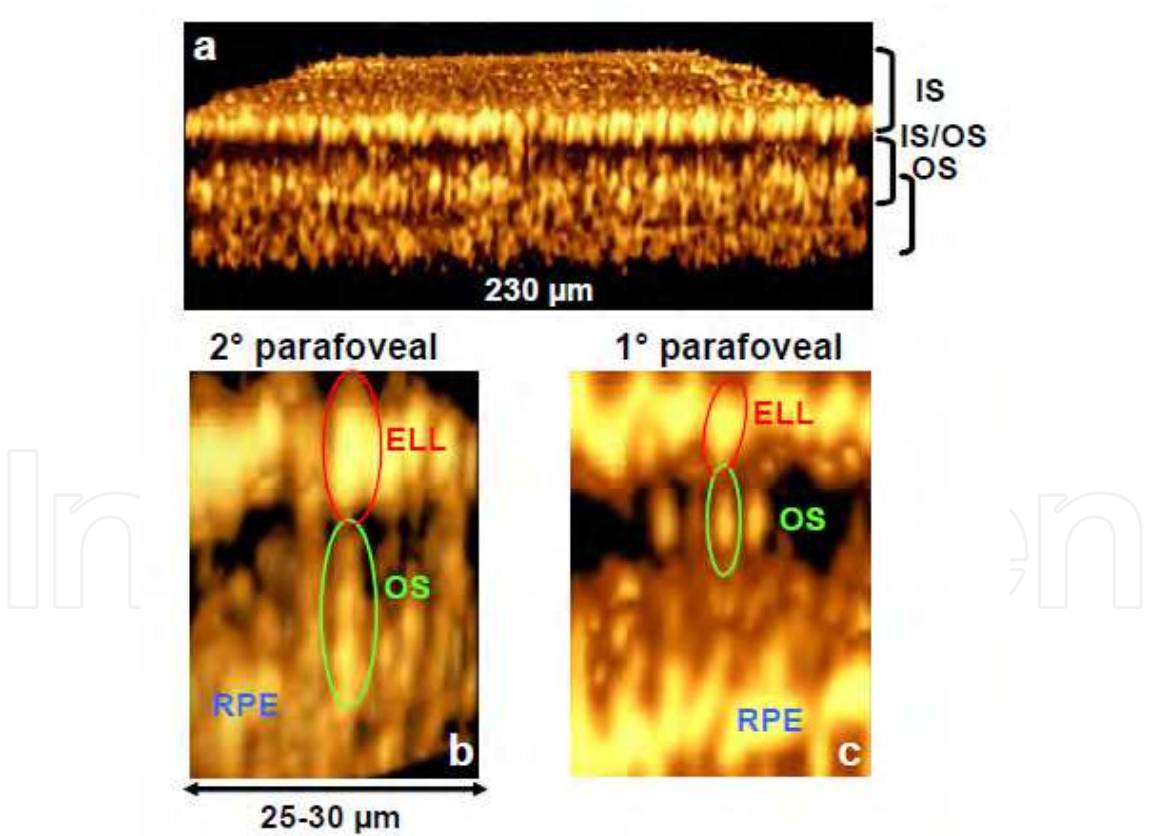 a
IS
IS/OS
OS
230 µm
2° parafoveal
1° parafoveal
ELL
ELL
OS
OS
RPE
RPE
b
c
25-30 µm